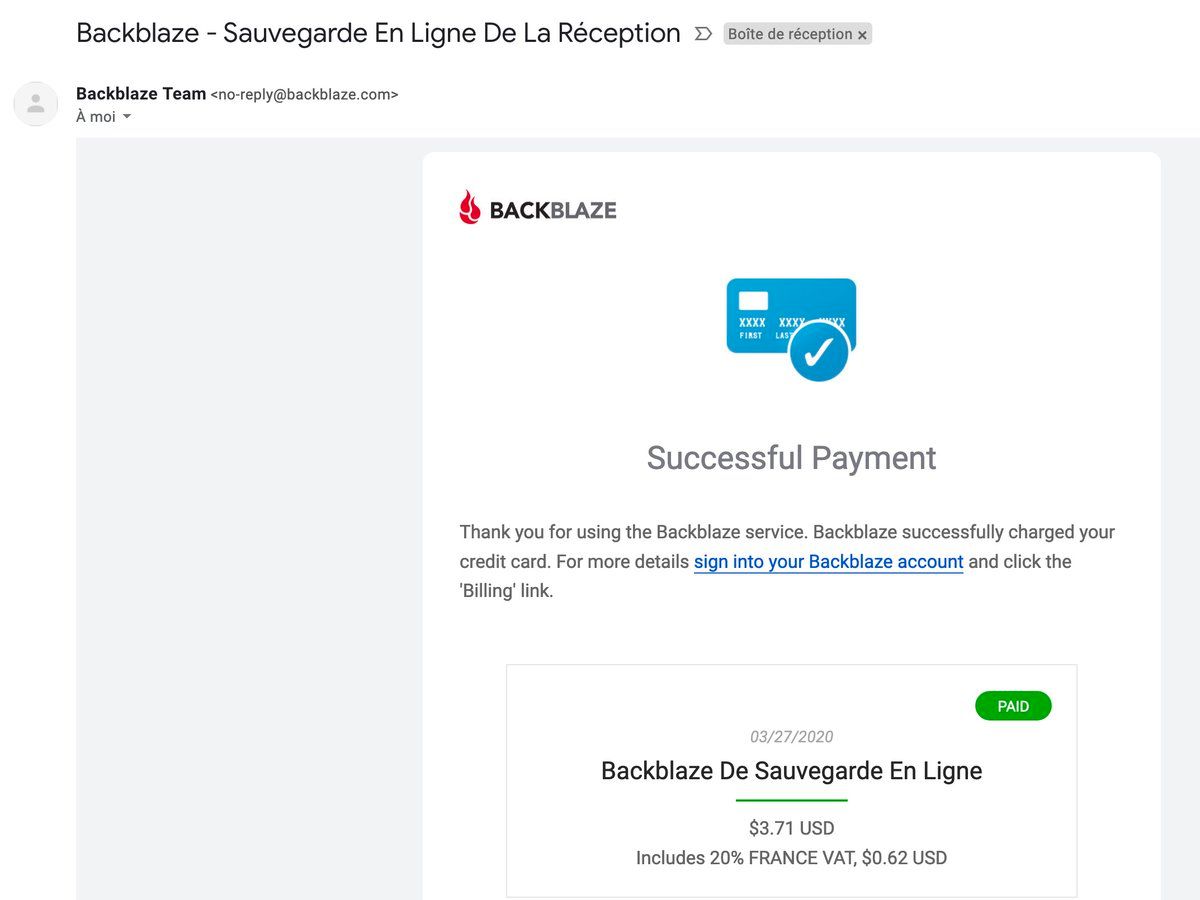 Backblaze - Sauvegarde En Ligne De La Réception
Boîte de réception ×
Backblaze Team <no-reply@backblaze.com>
À moi
BACKBLAZE
XXXX XXXX XXXX
FIRST LAST
Successful Payment
Thank you for using the Backblaze service. Backblaze successfully charged your
credit card. For more details sign into your Backblaze account and click the
'Billing' link.
PAID
03/27/2020
Backblaze De Sauvegarde En Ligne
$3.71 USD
Includes 20% FRANCE VAT, $0.62 USD